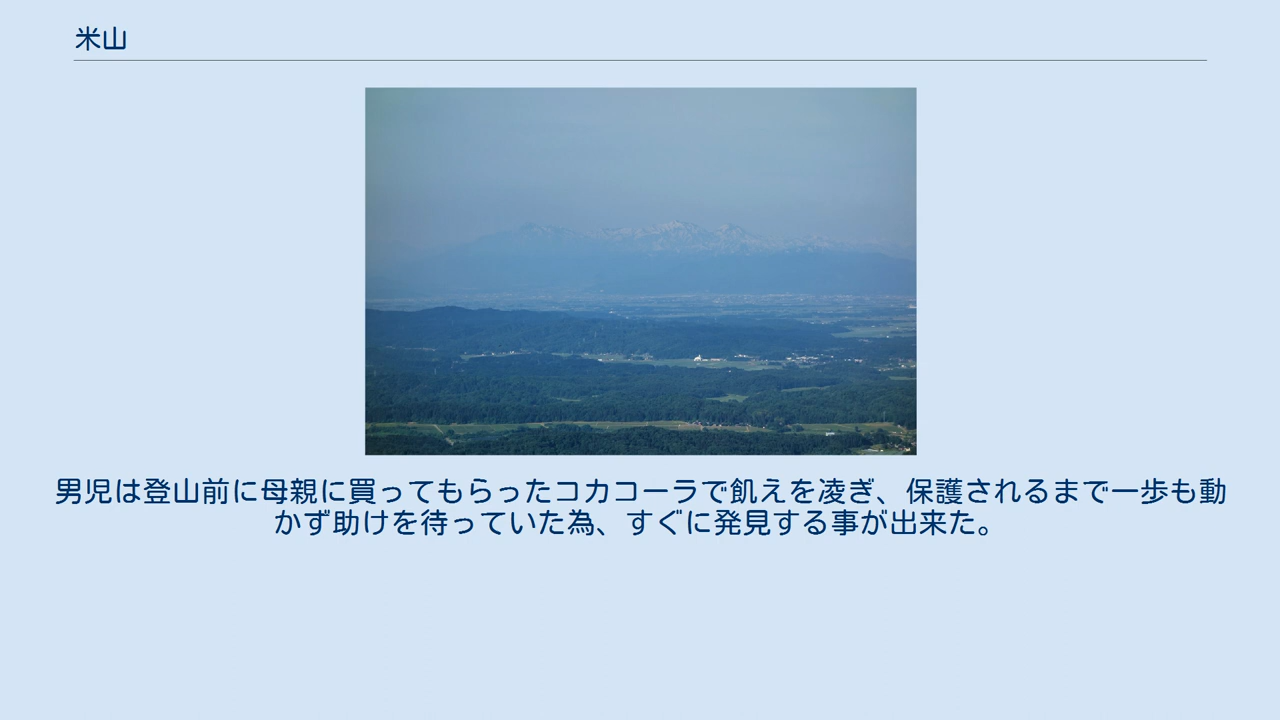 米山
男児は登山前に母親に買ってもらったコカコーラで飢えを凌ぎ、保護されるまで一歩も動
かず助けを待っていた為、すぐに発見する事が出来た。